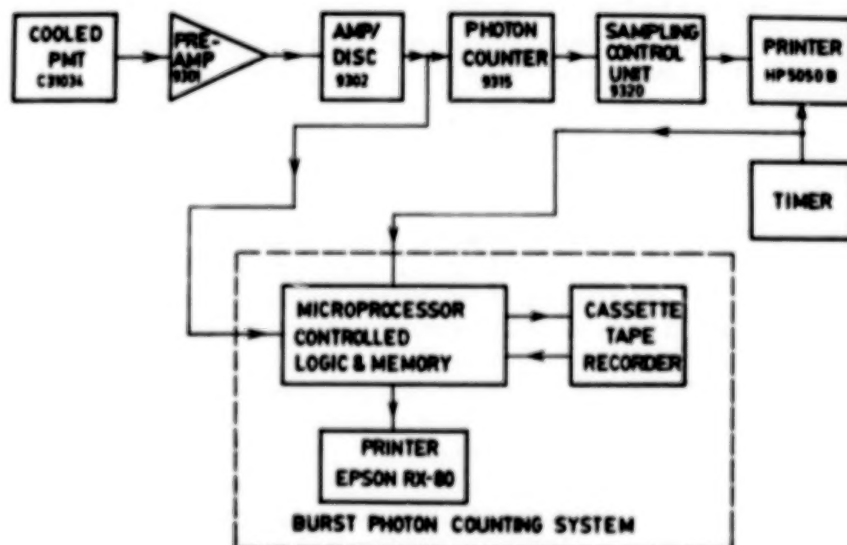 COOLED
PMT
C31034
PRE-
AMP
9301
AMP/
DISC
9302
PHOTON
COUNTER
9315
SAMPLING
CONTROL
UNIT
9320
PRINTER
HP5050B
TIMER
MICROPROCESSOR
CONTROLLED
LOGIC & MEMORY
CASSETTE
TAPE
RECORDER
PRINTER
EPSON RX-80
BURST PHOTON COUNTING SYSTEM